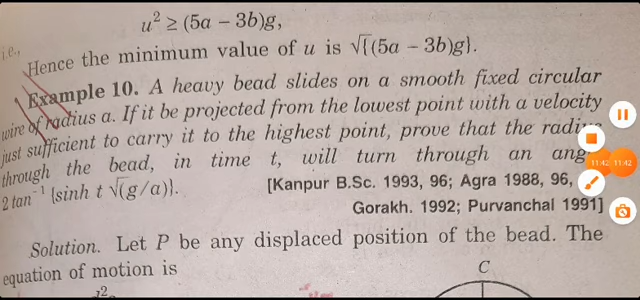 u² ≥ (5a – 3b)g,
i.e.,
Hence the minimum value of u is √{(5a – 3b)g}.
Example 10. A heavy bead slides on a smooth fixed circular
wire of radius a. If it be projected from the lowest point with a velocity
just sufficient to carry it to the highest point, prove that the
through the bead, in time t, will turn through an
2 tan⁻¹ {sinh t √(g/a)}. [Kanpur B.Sc. 1993, 96; Agra 1988, 96,
Gorakh. 1992; Purvanchal 1991]
11:42 11:42
Solution. Let P be any displaced position of the bead. The
equation of motion is
C